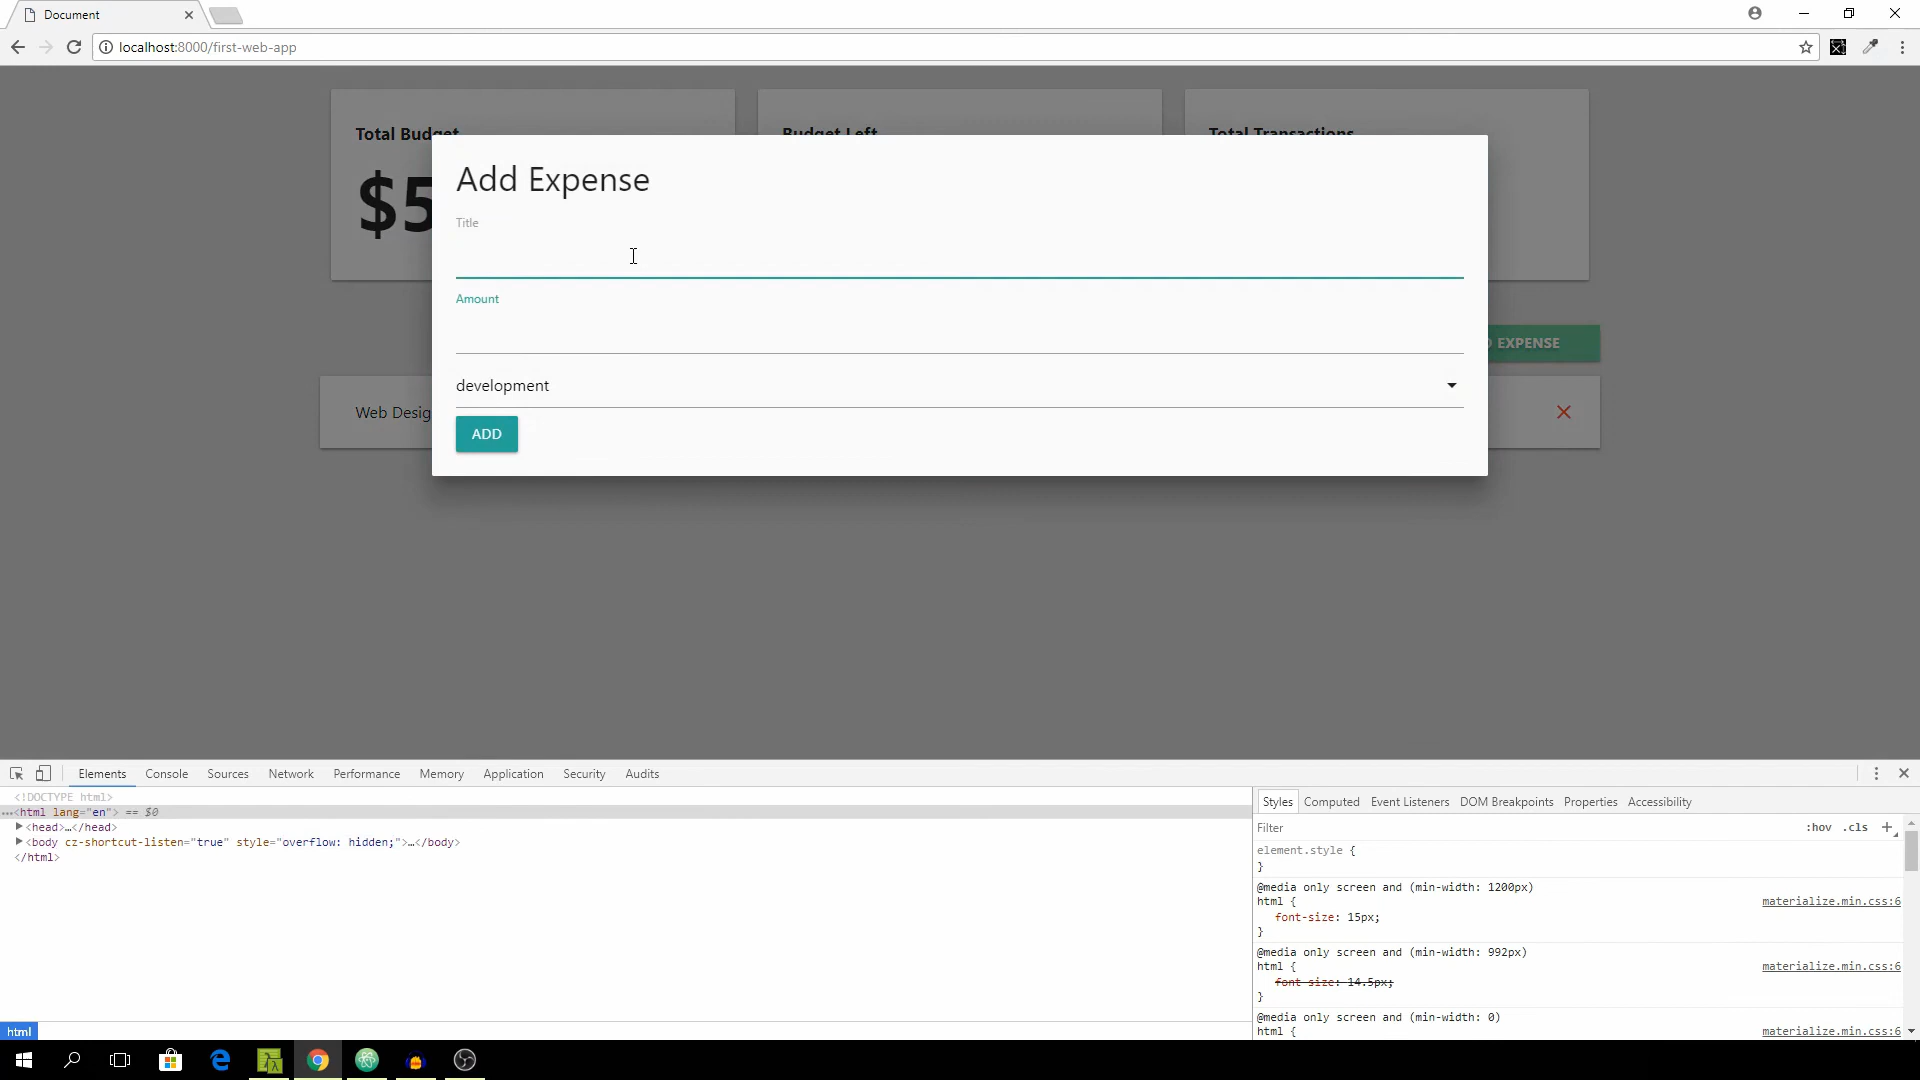 Document
localhost:8000/first-web-app
Total Budget
Budget Left
Total Transactions
$5
Add Expense
Title
Amount
EXPENSE
development
Web Desig
ADD
Elements Console Sources Network Performance Memory Application Security Audits
<!DOCTYPE html>
…<html lang="en"> == $0
<head>…</head>
<body cz-shortcut-listen="true" style="overflow: hidden;">…</body>
</html>
html
Styles Computed Event Listeners DOM Breakpoints Properties Accessibility
Filter :hov .cls +
element.style {
}
@media only screen and (min-width: 1200px)
html { materialize.min.css:6
font-size: 15px;
}
@media only screen and (min-width: 992px)
html { materialize.min.css:6
font-size: 14.5px;
}
@media only screen and (min-width: 0)
html { materialize.min.css:6